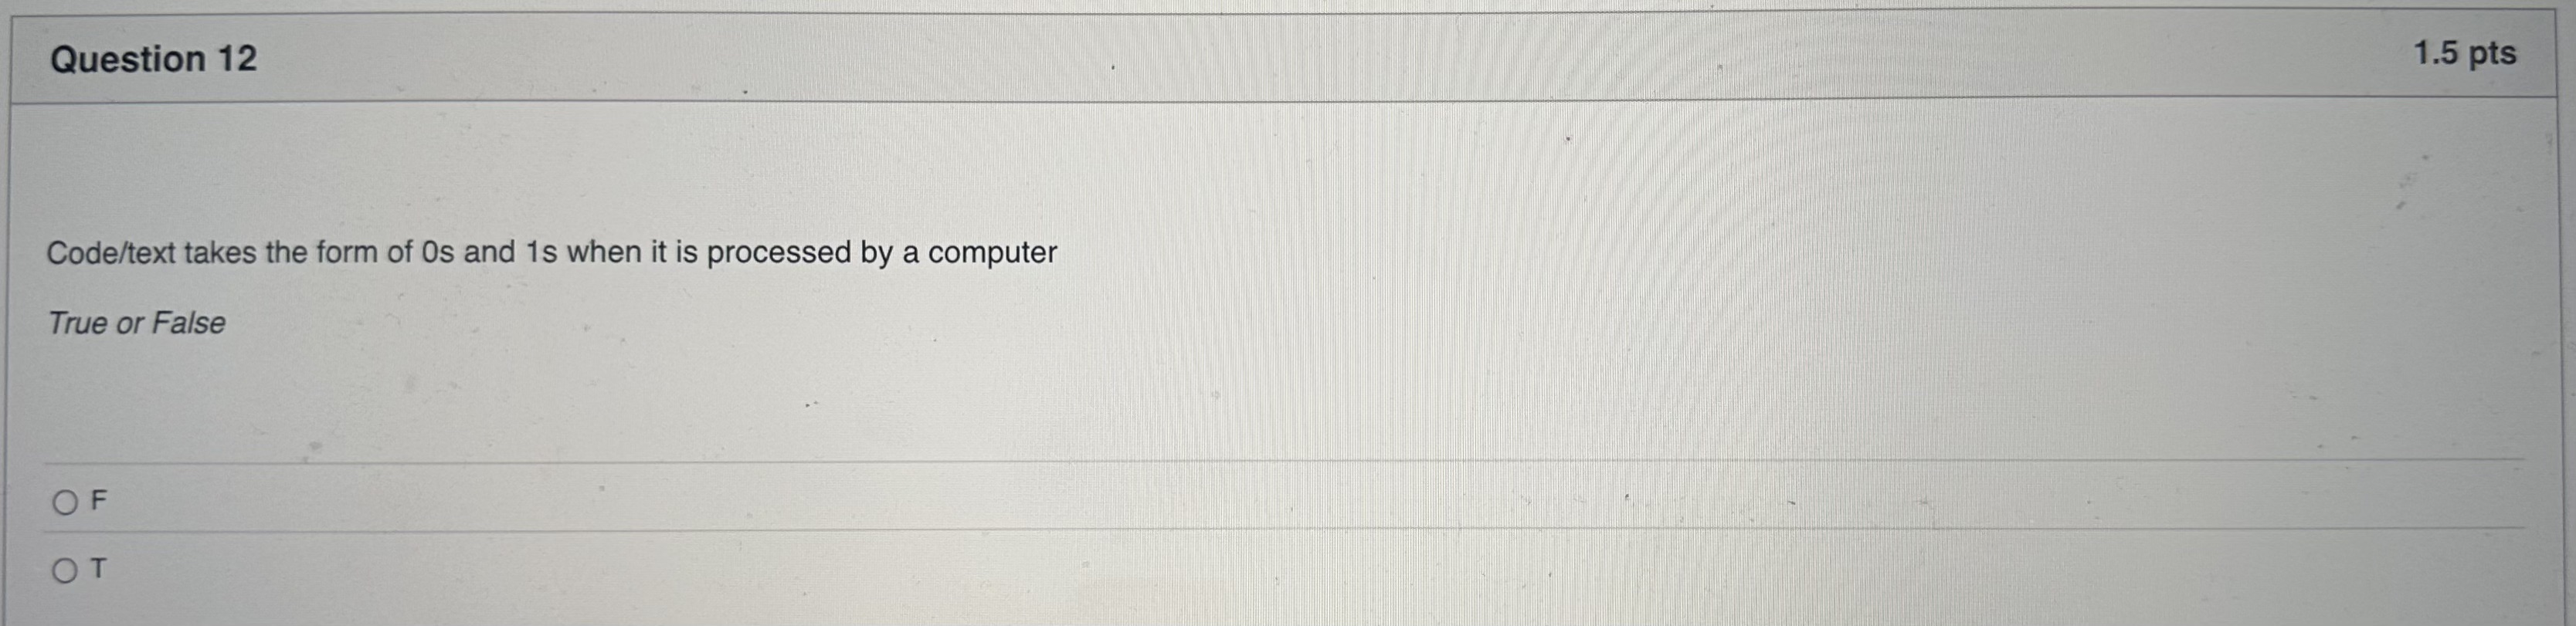 Question 12
1.5 pts
Code/text takes the form of 0s and 1s when it is processed by a computer
True or False
F
T